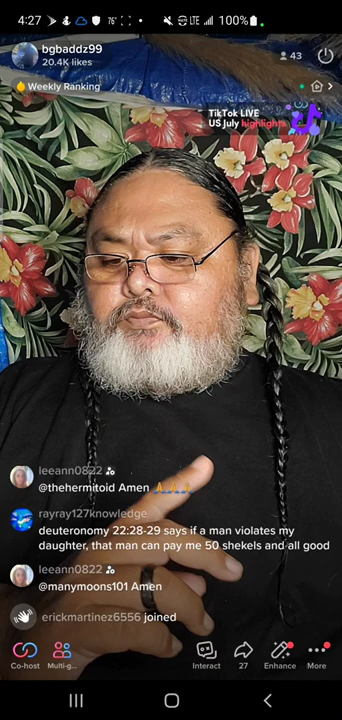 4:27 76° LTE 100%
bgbaddz99
20.4K likes
43
Weekly Ranking
TikTok LIVE
US July highlights
leeann0822
@thehermitoid Amen 🙏🙏🙏
rayray127knowledge
deuteronomy 22:28-29 says if a man violates my
daughter, that man can pay me 50 shekels and all good
leeann0822
@manymoons101 Amen
erickmartinez6556 joined
Co-host Multi-g... Interact 27 Enhance More